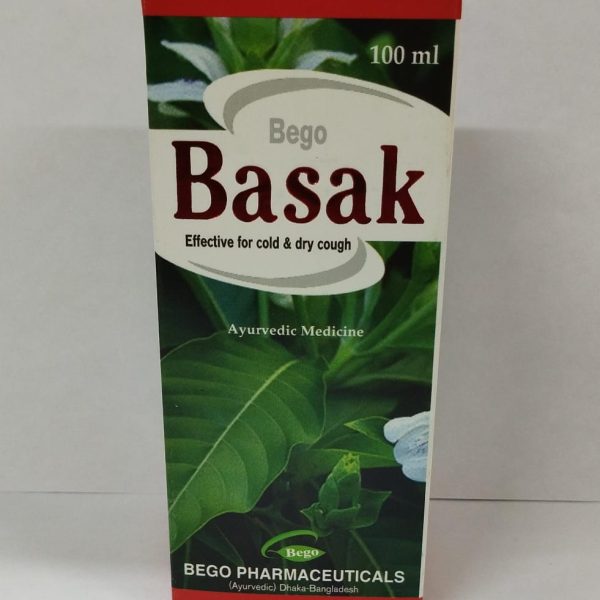 100 ml
Bego
Basak
Effective for cold & dry cough
Ayurvedic Medicine
Bego
BEGO PHARMACEUTICALS
(Ayurvedic) Dhaka-Bangladesh